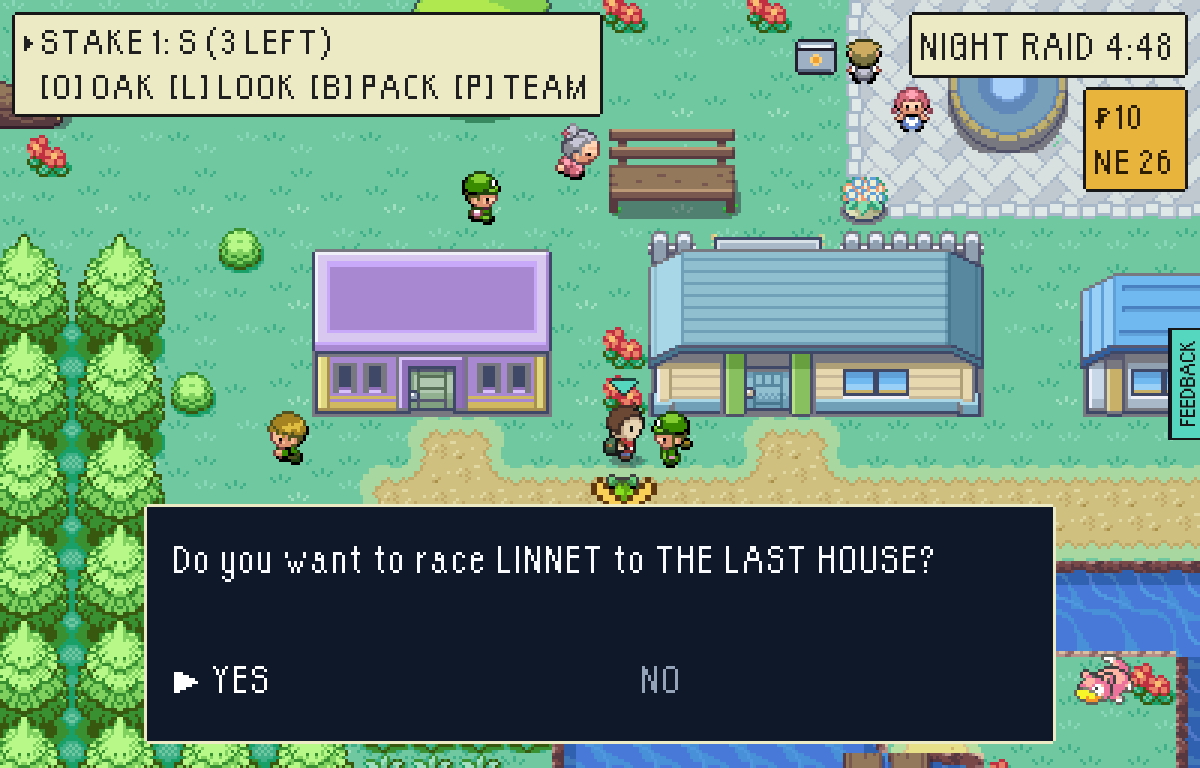 ▸STAKE 1: S (3 LEFT)
[O] OAK [L] LOOK [B] PACK [P] TEAM
NIGHT RAID 4:48
₽10
NE 26
FEEDBACK
Do you want to race LINNET to THE LAST HOUSE?
▶ YES NO